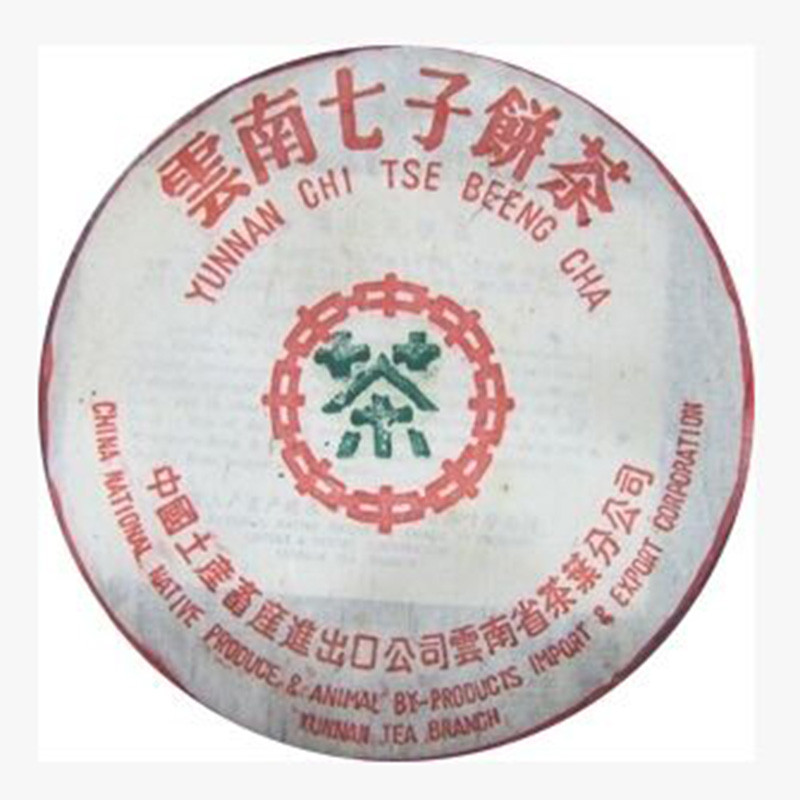 雲南七子餅茶
YUNNAN CHI TSE BEENG CHA
茶
中國土產畜產進出口公司雲南省茶葉分公司
CHINA NATIONAL NATIVE PRODUCE & ANIMAL BY-PRODUCTS IMPORT & EXPORT CORPORATION
YUNNAN TEA BRANCH